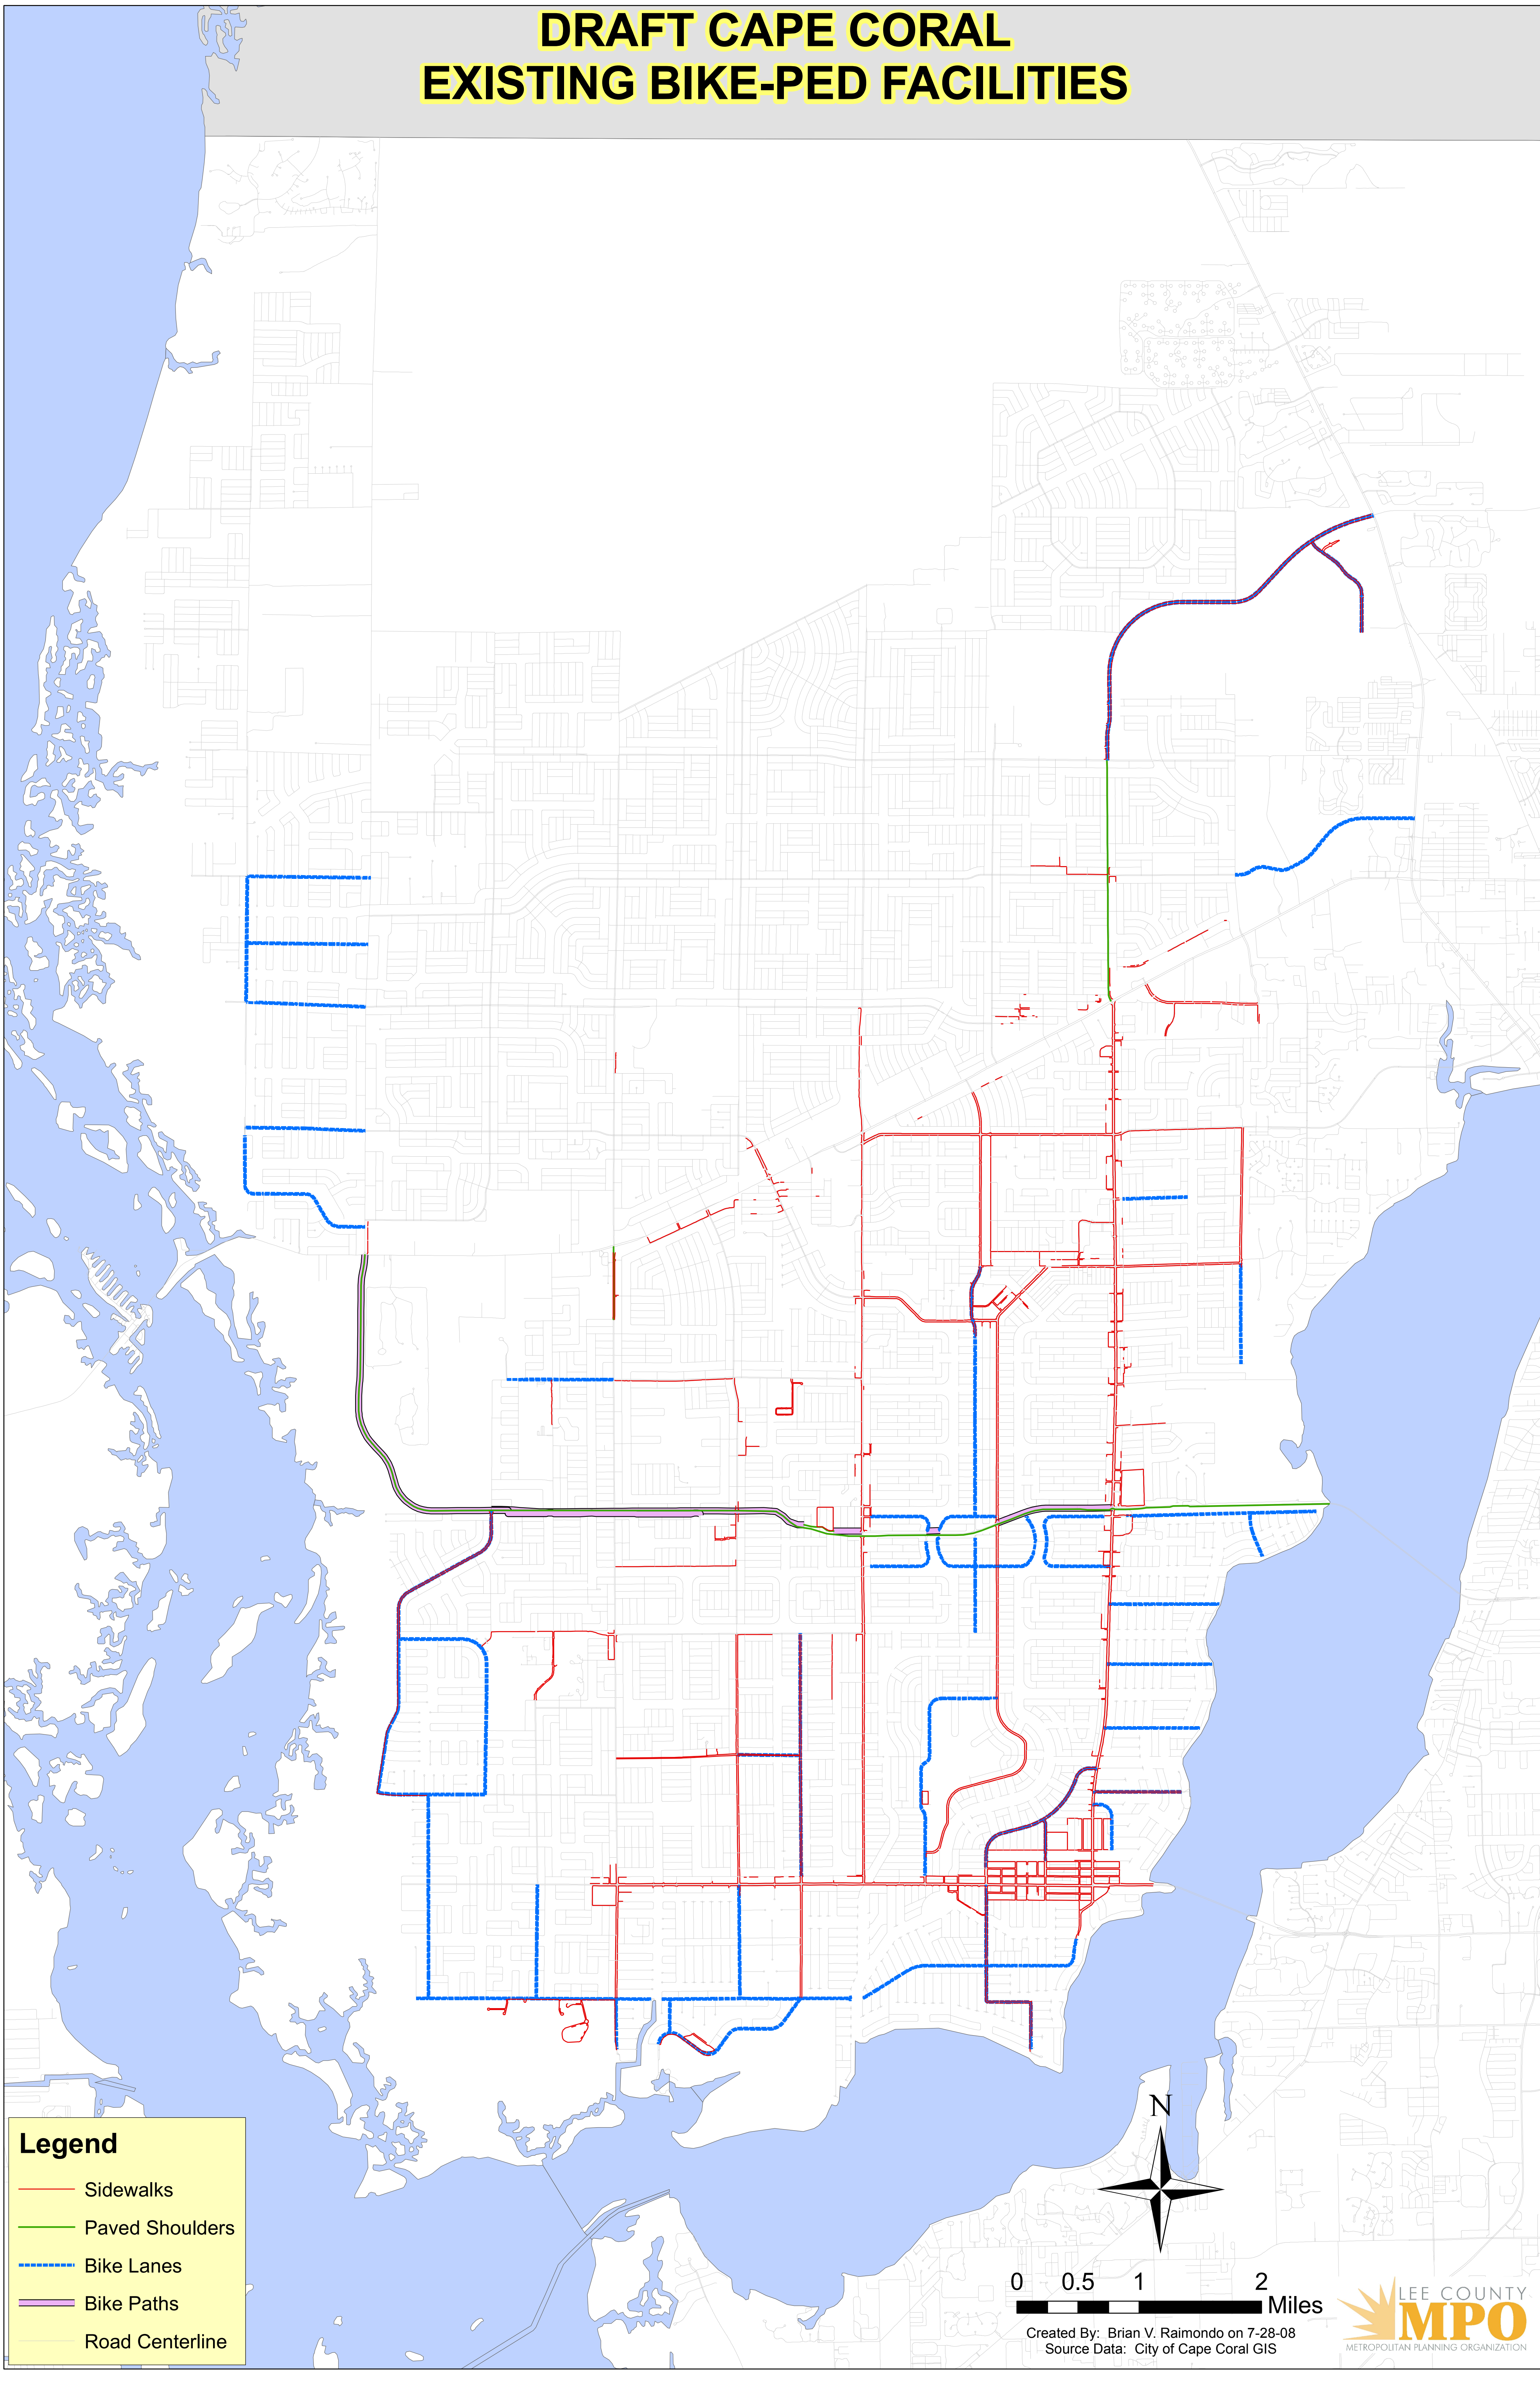 DRAFT CAPE CORAL
EXISTING BIKE-PED FACILITIES
Legend
Sidewalks
Paved Shoulders
Bike Lanes
Bike Paths
Road Centerline
N
0 0.5 1 2
Miles
Created By: Brian V. Raimondo on 7-28-08
Source Data: City of Cape Coral GIS
LEE COUNTY
MPO
METROPOLITAN PLANNING ORGANIZATION